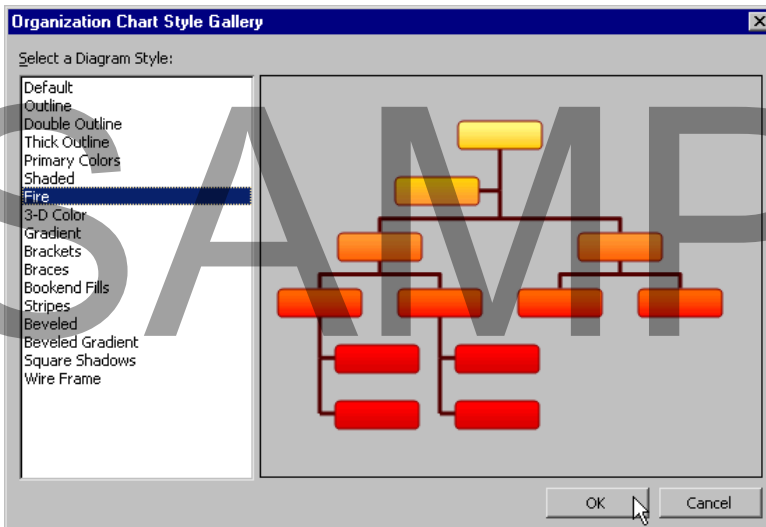 Organization Chart Style Gallery
Select a Diagram Style:
Default
Outline
Double Outline
Thick Outline
Primary Colors
Shaded
Fire
3-D Color
Gradient
Brackets
Braces
Bookend Fills
Stripes
Beveled
Beveled Gradient
Square Shadows
Wire Frame
SAMP
OK
Cancel